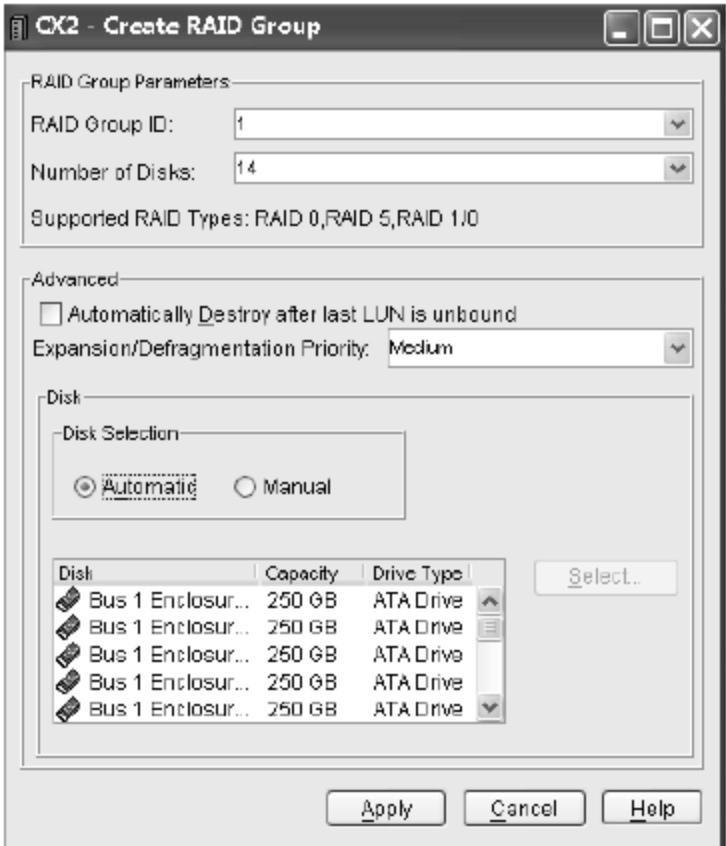 CX2 - Create RAID Group
RAID Group Parameters
RAID Group ID: 1
Number of Disks: 14
Supported RAID Types: RAID 0,RAID 5,RAID 1/0
Advanced
Automatically Destroy after last LUN is unbound
Expansion/Defragmentation Priority: Medium
Disk
Disk Selection
Automatic Manual
Disk Capacity Drive Type
Select...
Bus 1 Enclosur... 250 GB ATA Drive
Bus 1 Enclosur... 250 GB ATA Drive
Bus 1 Enclosur... 250 GB ATA Drive
Bus 1 Enclosur... 250 GB ATA Drive
Bus 1 Enclosur... 250 GB ATA Drive
Apply Cancel Help